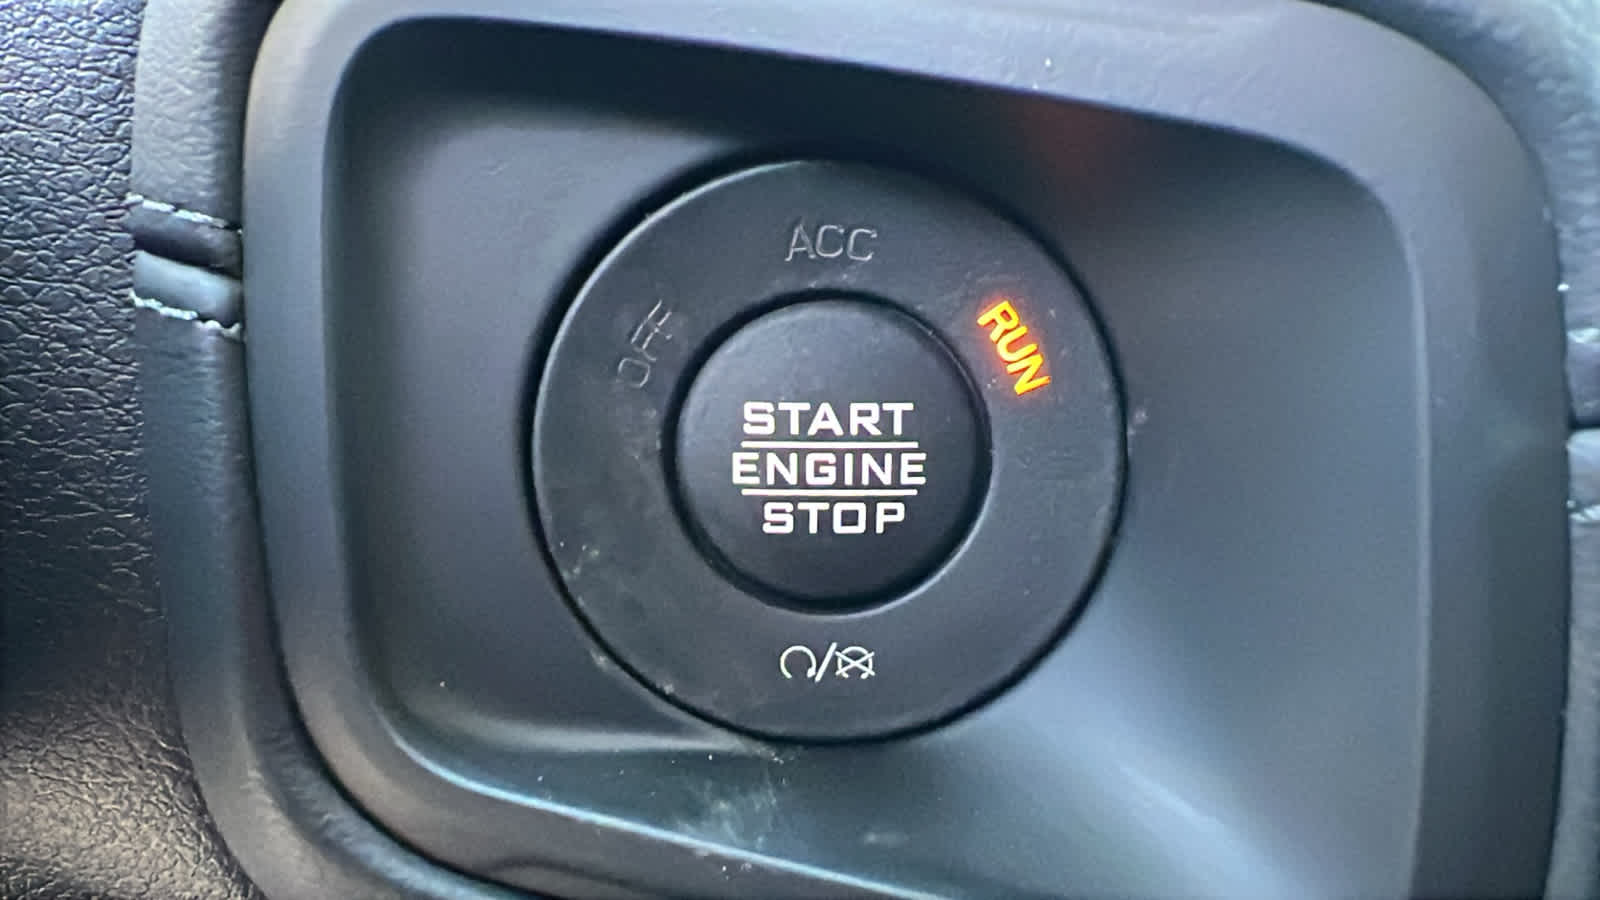 ACC
OFF
RUN
START
ENGINE
STOP